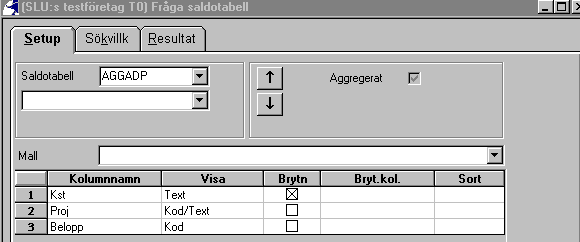 (SLU:s testföretag T0) Fråga saldotabell
Setup Sökvillk Resultat
Saldotabell AGGADP Aggregerat
Mall
Kolumnnamn Visa Brytn Bryt.kol. Sort
1 Kst Text
2 Proj Kod/Text
3 Belopp Kod